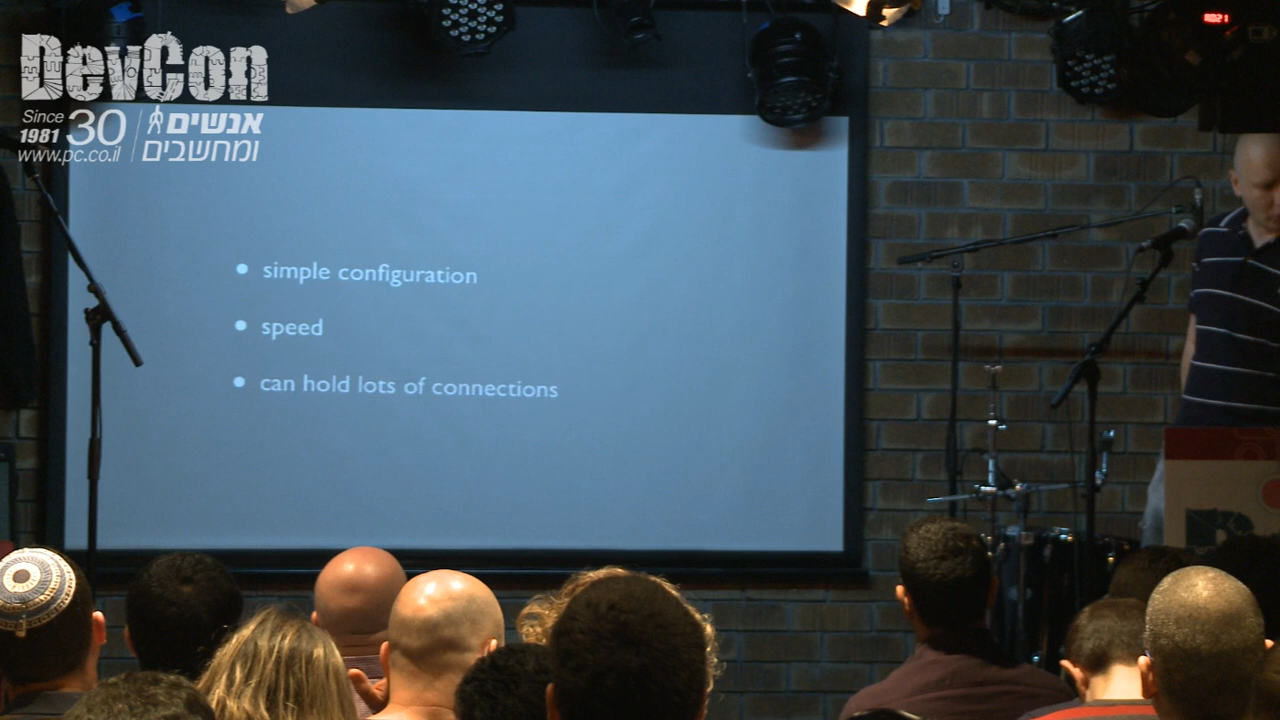 DevCon
Since 1981 30
www.pc.co.il
אנשים
ומחשבים
simple configuration
speed
can hold lots of connections